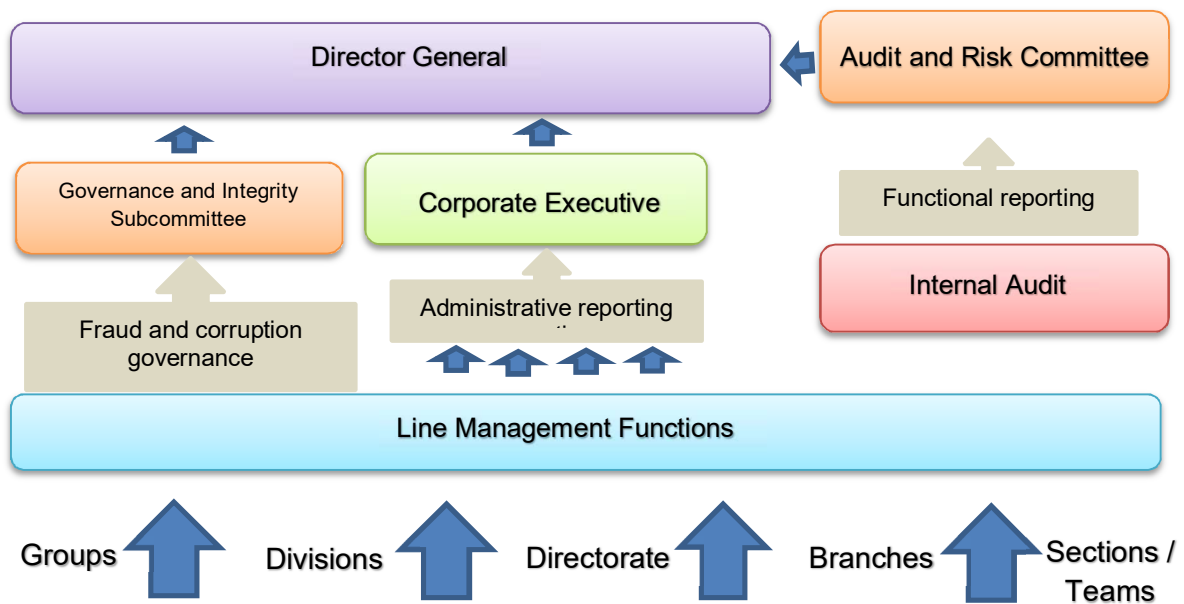 Director General
Audit and Risk Committee
Governance and Integrity
Subcommittee
Corporate Executive
Functional reporting
Internal Audit
Fraud and corruption
governance
Administrative reporting
Line Management Functions
Groups
Divisions
Directorate
Branches
Sections /
Teams